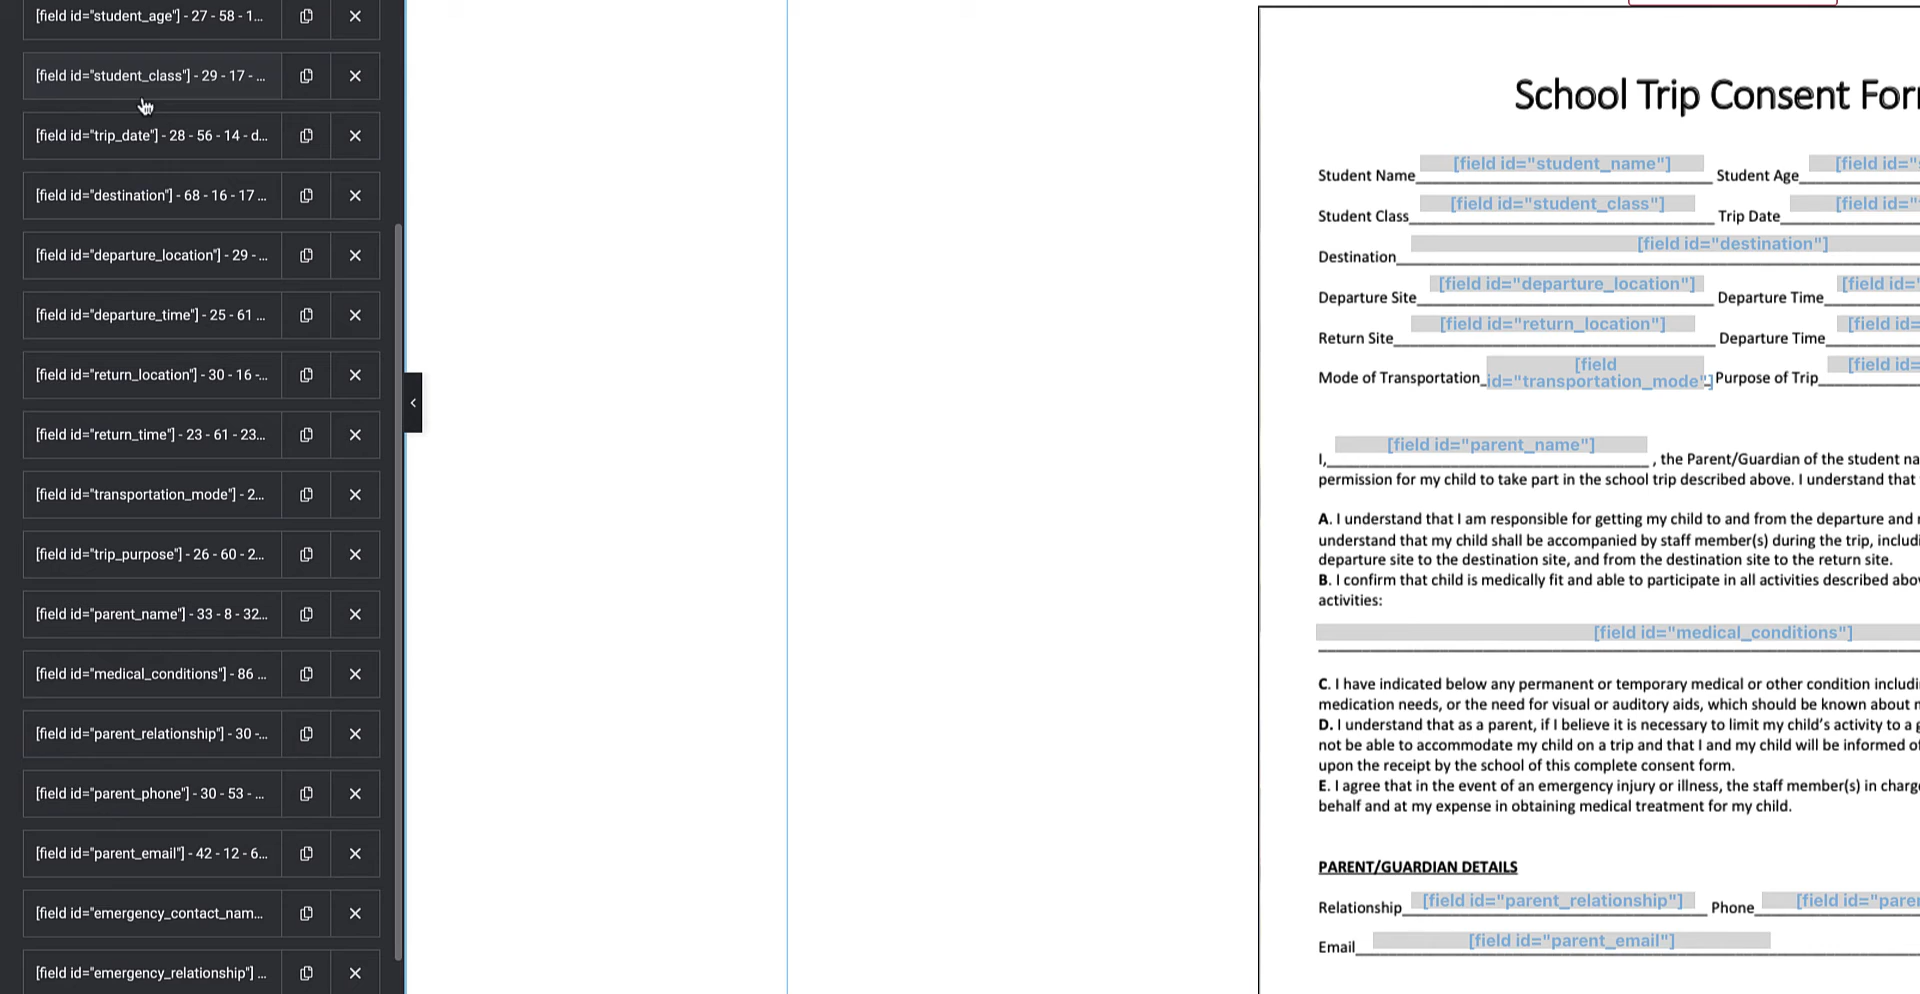 [field id="student_age"] - 27 - 58 - 1...
[field id="student_class"] - 29 - 17 - ...
[field id="trip_date"] - 28 - 56 - 14 - d...
[field id="destination"] - 68 - 16 - 17 ...
[field id="departure_location"] - 29 - ...
[field id="departure_time"] - 25 - 61 ...
[field id="return_location"] - 30 - 16 -...
[field id="return_time"] - 23 - 61 - 23...
[field id="transportation_mode"] - 2...
[field id="trip_purpose"] - 26 - 60 - 2...
[field id="parent_name"] - 33 - 8 - 32...
[field id="medical_conditions"] - 86 ...
[field id="parent_relationship"] - 30 -...
[field id="parent_phone"] - 30 - 53 - ...
[field id="parent_email"] - 42 - 12 - 6...
[field id="emergency_contact_nam...
[field id="emergency_relationship"] ...
School Trip Consent For
Student Name [field id="student_name"] Student Age [field id="
Student Class [field id="student_class"] Trip Date [field id="
Destination [field id="destination"]
Departure Site [field id="departure_location"] Departure Time [field id=
Return Site [field id="return_location"] Departure Time [field id=
Mode of Transportation [field id="transportation_mode"] Purpose of Trip [field id=
I, [field id="parent_name"] , the Parent/Guardian of the student na
permission for my child to take part in the school trip described above. I understand that
A. I understand that I am responsible for getting my child to and from the departure and
understand that my child shall be accompanied by staff member(s) during the trip, includi
departure site to the destination site, and from the destination site to the return site.
B. I confirm that child is medically fit and able to participate in all activities described abo
activities:
[field id="medical_conditions"]
C. I have indicated below any permanent or temporary medical or other condition includi
medication needs, or the need for visual or auditory aids, which should be known about
D. I understand that as a parent, if I believe it is necessary to limit my child's activity to a
not be able to accommodate my child on a trip and that I and my child will be informed o
upon the receipt by the school of this complete consent form.
E. I agree that in the event of an emergency injury or illness, the staff member(s) in charg
behalf and at my expense in obtaining medical treatment for my child.
PARENT/GUARDIAN DETAILS
Relationship [field id="parent_relationship"] Phone [field id="pare
Email [field id="parent_email"]